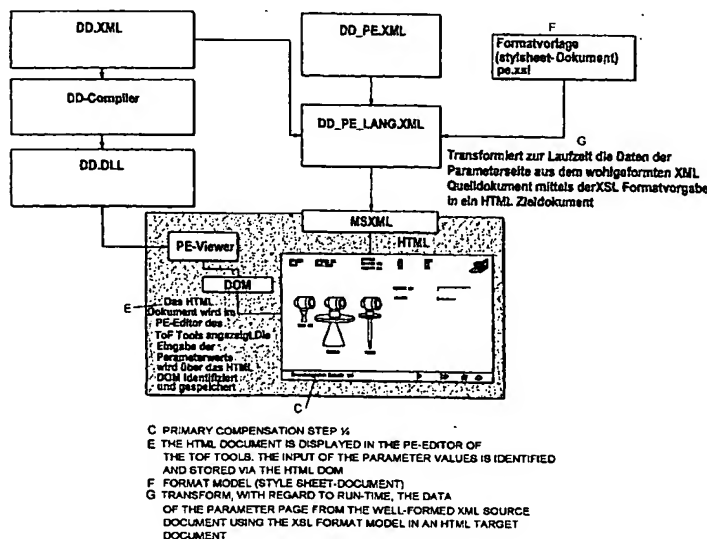 DD.XML
DD_PE.XML
F
Formatvorlage
(stylsheet-Dokument)
pe.xsl
DD-Compiler
DD_PE_LANG.XML
DD.DLL
G
Transformiert zur Laufzeit die Daten der
Parameterseite aus dem wohlgeformten XML
Quelldokument mittels derXSL Formatvorgabe
in ein HTML Zieldokument
MSXML
HTML
PE-Viewer
DOM
E
Das HTML
Dokument wird im
PE-Editor des
ToF Tools angezeigt.Die
Eingabe der
Parameterwerte
wird über das HTML
DOM identifiziert
und gespeichert
C
C PRIMARY COMPENSATION STEP ¼
E THE HTML DOCUMENT IS DISPLAYED IN THE PE-EDITOR OF
THE TOF TOOLS. THE INPUT OF THE PARAMETER VALUES IS IDENTIFIED
AND STORED VIA THE HTML DOM
F FORMAT MODEL (STYLE SHEET-DOCUMENT)
G TRANSFORM, WITH REGARD TO RUN-TIME, THE DATA
OF THE PARAMETER PAGE FROM THE WELL-FORMED XML SOURCE
DOCUMENT USING THE XSL FORMAT MODEL IN AN HTML TARGET
DOCUMENT